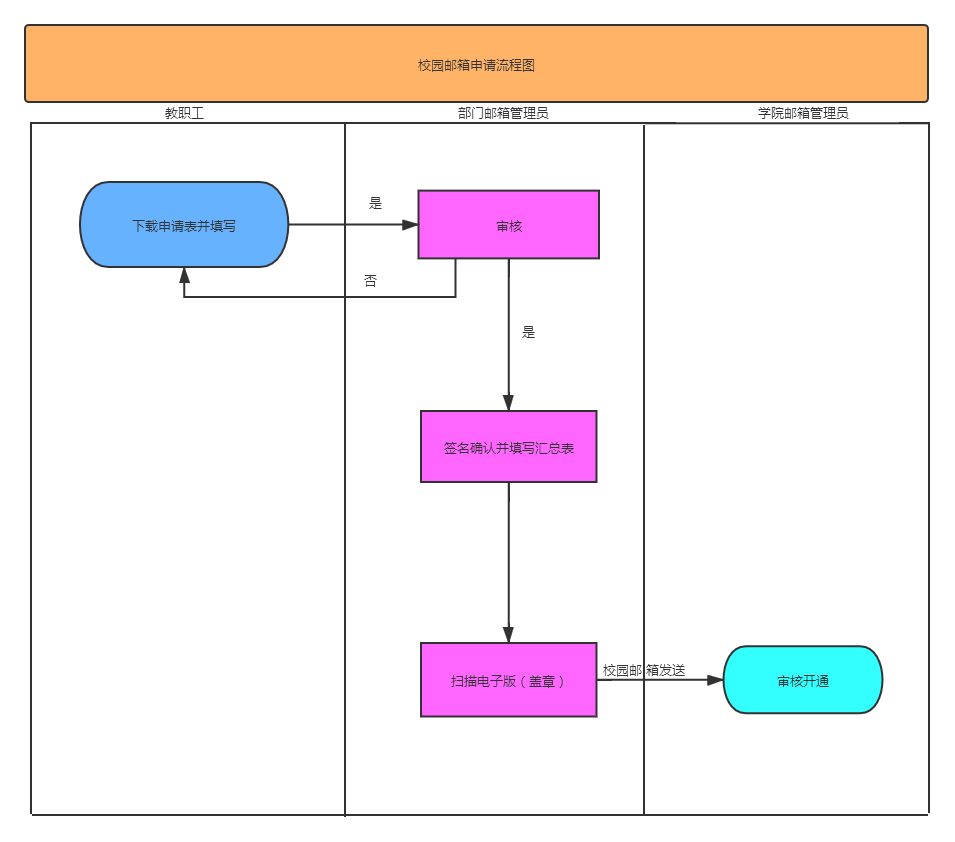 校园邮箱申请流程图
教职工
部门邮箱管理员
学院邮箱管理员
下载申请表并填写
是
审核
否
是
签名确认并填写汇总表
扫描电子版（盖章）
校园邮箱发送
审核开通